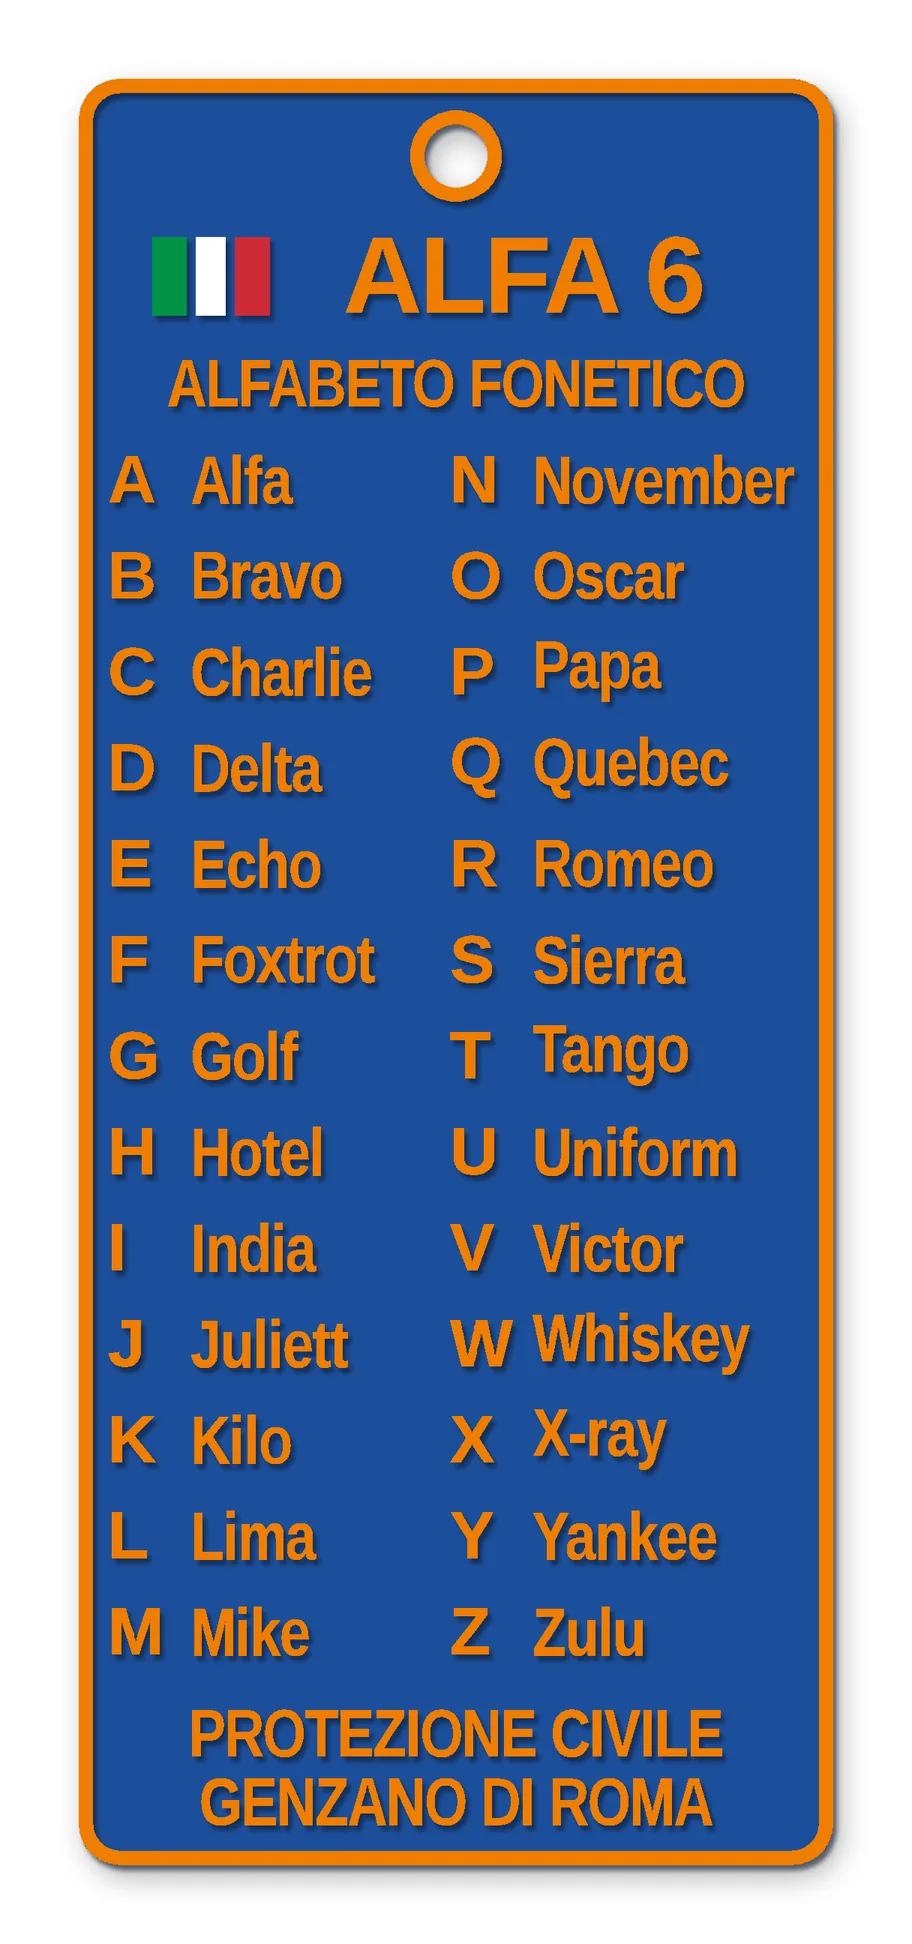 ALFA 6
ALFABETO FONETICO
A Alfa N November
B Bravo O Oscar
C Charlie P Papa
D Delta Q Quebec
E Echo R Romeo
F Foxtrot S Sierra
G Golf T Tango
H Hotel U Uniform
I India V Victor
J Juliett W Whiskey
K Kilo X X-ray
L Lima Y Yankee
M Mike Z Zulu
PROTEZIONE CIVILE
GENZANO DI ROMA